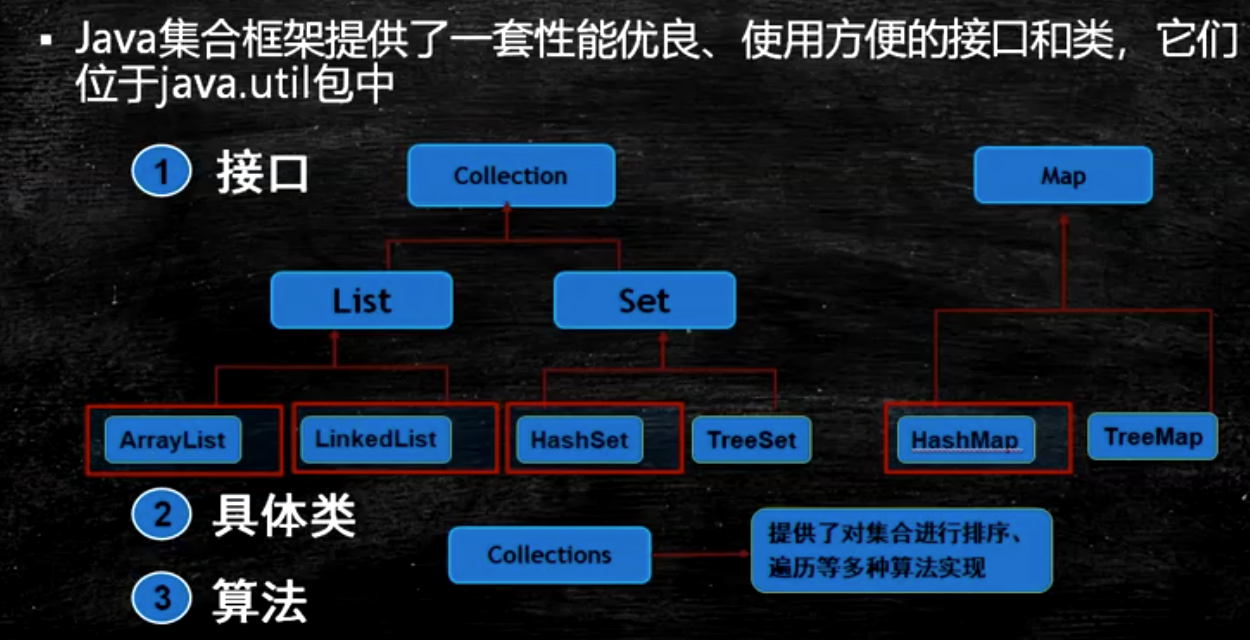 ▪ Java集合框架提供了一套性能优良、使用方便的接口和类，它们
位于java.util包中
1 接口
Collection
Map
List
Set
ArrayList
LinkedList
HashSet
TreeSet
HashMap
TreeMap
2 具体类
Collections
提供了对集合进行排序、
遍历等多种算法实现
3 算法